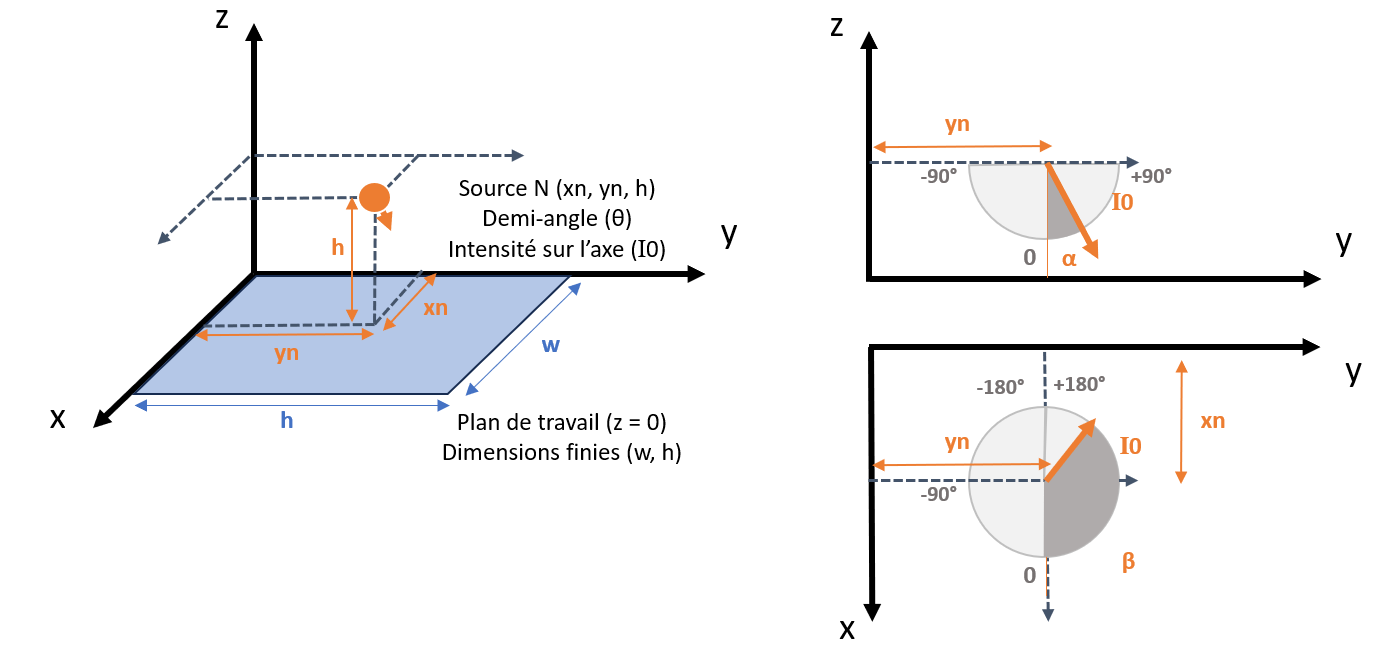 z
Source N (xn, yn, h)
Demi-angle (θ)
Intensité sur l’axe (I0)
h
y
xn
yn
w
x
h
Plan de travail (z = 0)
Dimensions finies (w, h)
z
yn
-90°
+90°
I0
0
α
y
y
-180°
+180°
xn
yn
I0
-90°
0
β
x